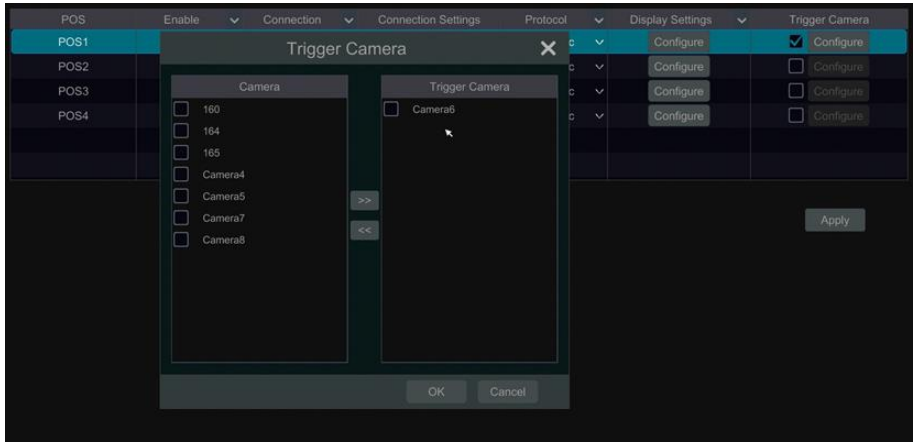 POS Enable Connection Connection Settings Protocol Display Settings Trigger Camera
POS1 c Configure Configure
POS2 c Configure Configure
POS3 c Configure Configure
POS4 c Configure Configure
Trigger Camera
Camera
160
164
165
Camera4
Camera5
Camera7
Camera8
>>
<<
Trigger Camera
Camera6
OK Cancel
Apply